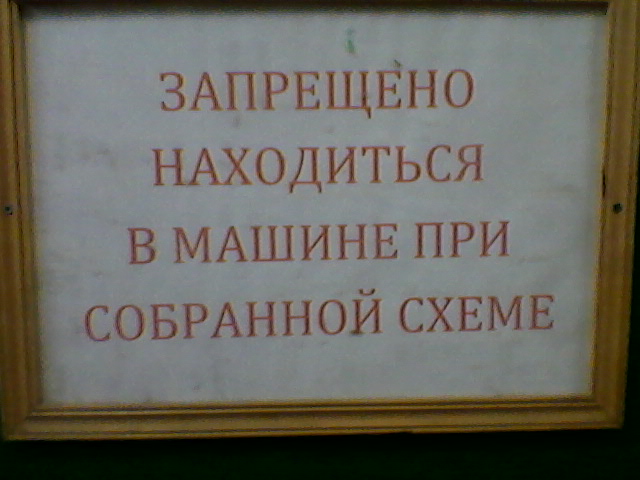 ЗАПРЕЩЕНО
НАХОДИТЬСЯ
В МАШИНЕ ПРИ
СОБРАННОЙ СХЕМЕ